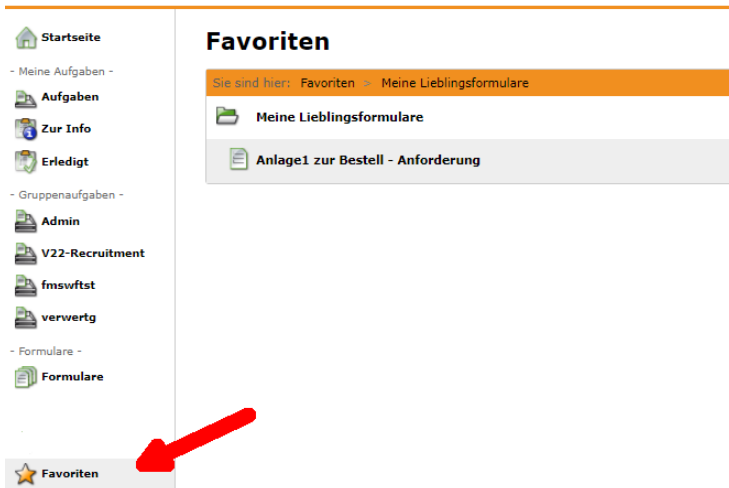 Startseite
- Meine Aufgaben -
Aufgaben
Zur Info
Erledigt
- Gruppenaufgaben -
Admin
V22-Recruitment
fmswftst
verwertg
- Formulare -
Formulare
Favoriten
Favoriten
Sie sind hier: Favoriten > Meine Lieblingsformulare
Meine Lieblingsformulare
Anlage1 zur Bestell - Anforderung